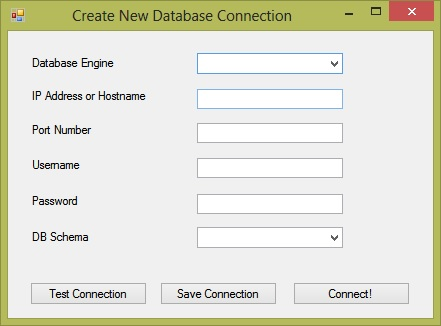 Create New Database Connection
Database Engine
IP Address or Hostname
Port Number
Username
Password
DB Schema
Test Connection
Save Connection
Connect!